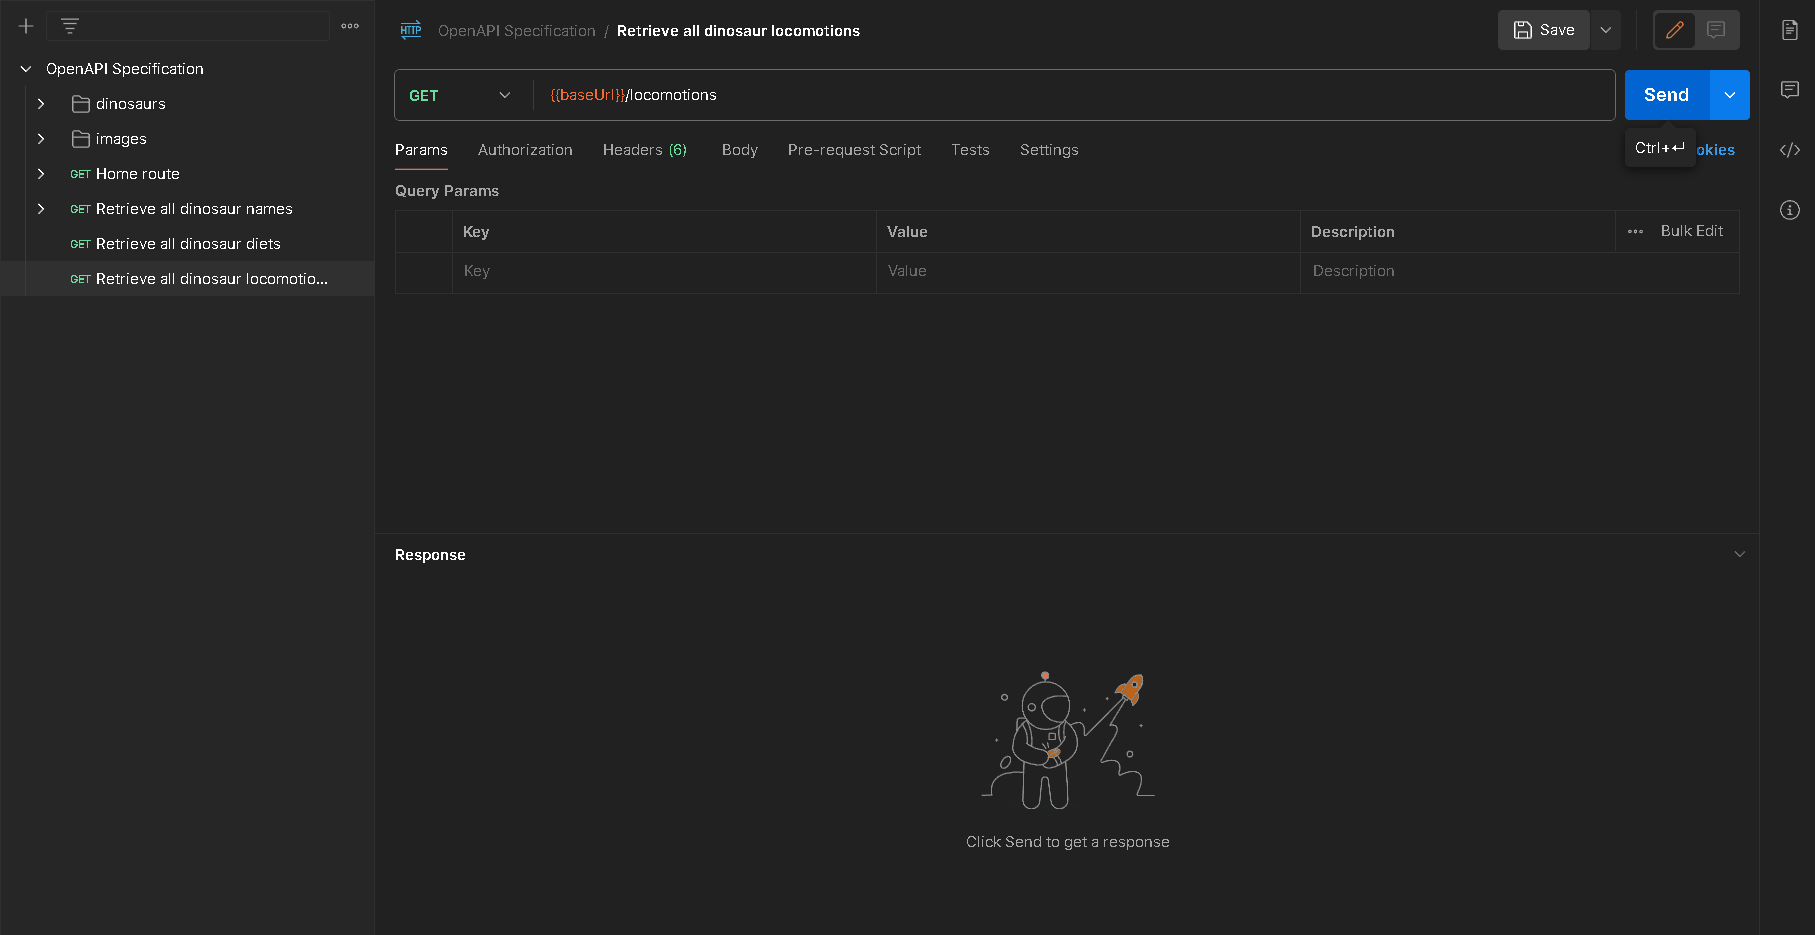 OpenAPI Specification
dinosaurs
images
GET Home route
GET Retrieve all dinosaur names
GET Retrieve all dinosaur diets
GET Retrieve all dinosaur locomotio...
HTTP OpenAPI Specification / Retrieve all dinosaur locomotions
Save
GET {{baseUrl}}/locomotions
Send
Params Authorization Headers (6) Body Pre-request Script Tests Settings
Ctrl+↵ okies
Query Params
Key Value Description Bulk Edit
Key Value Description
Response
Click Send to get a response